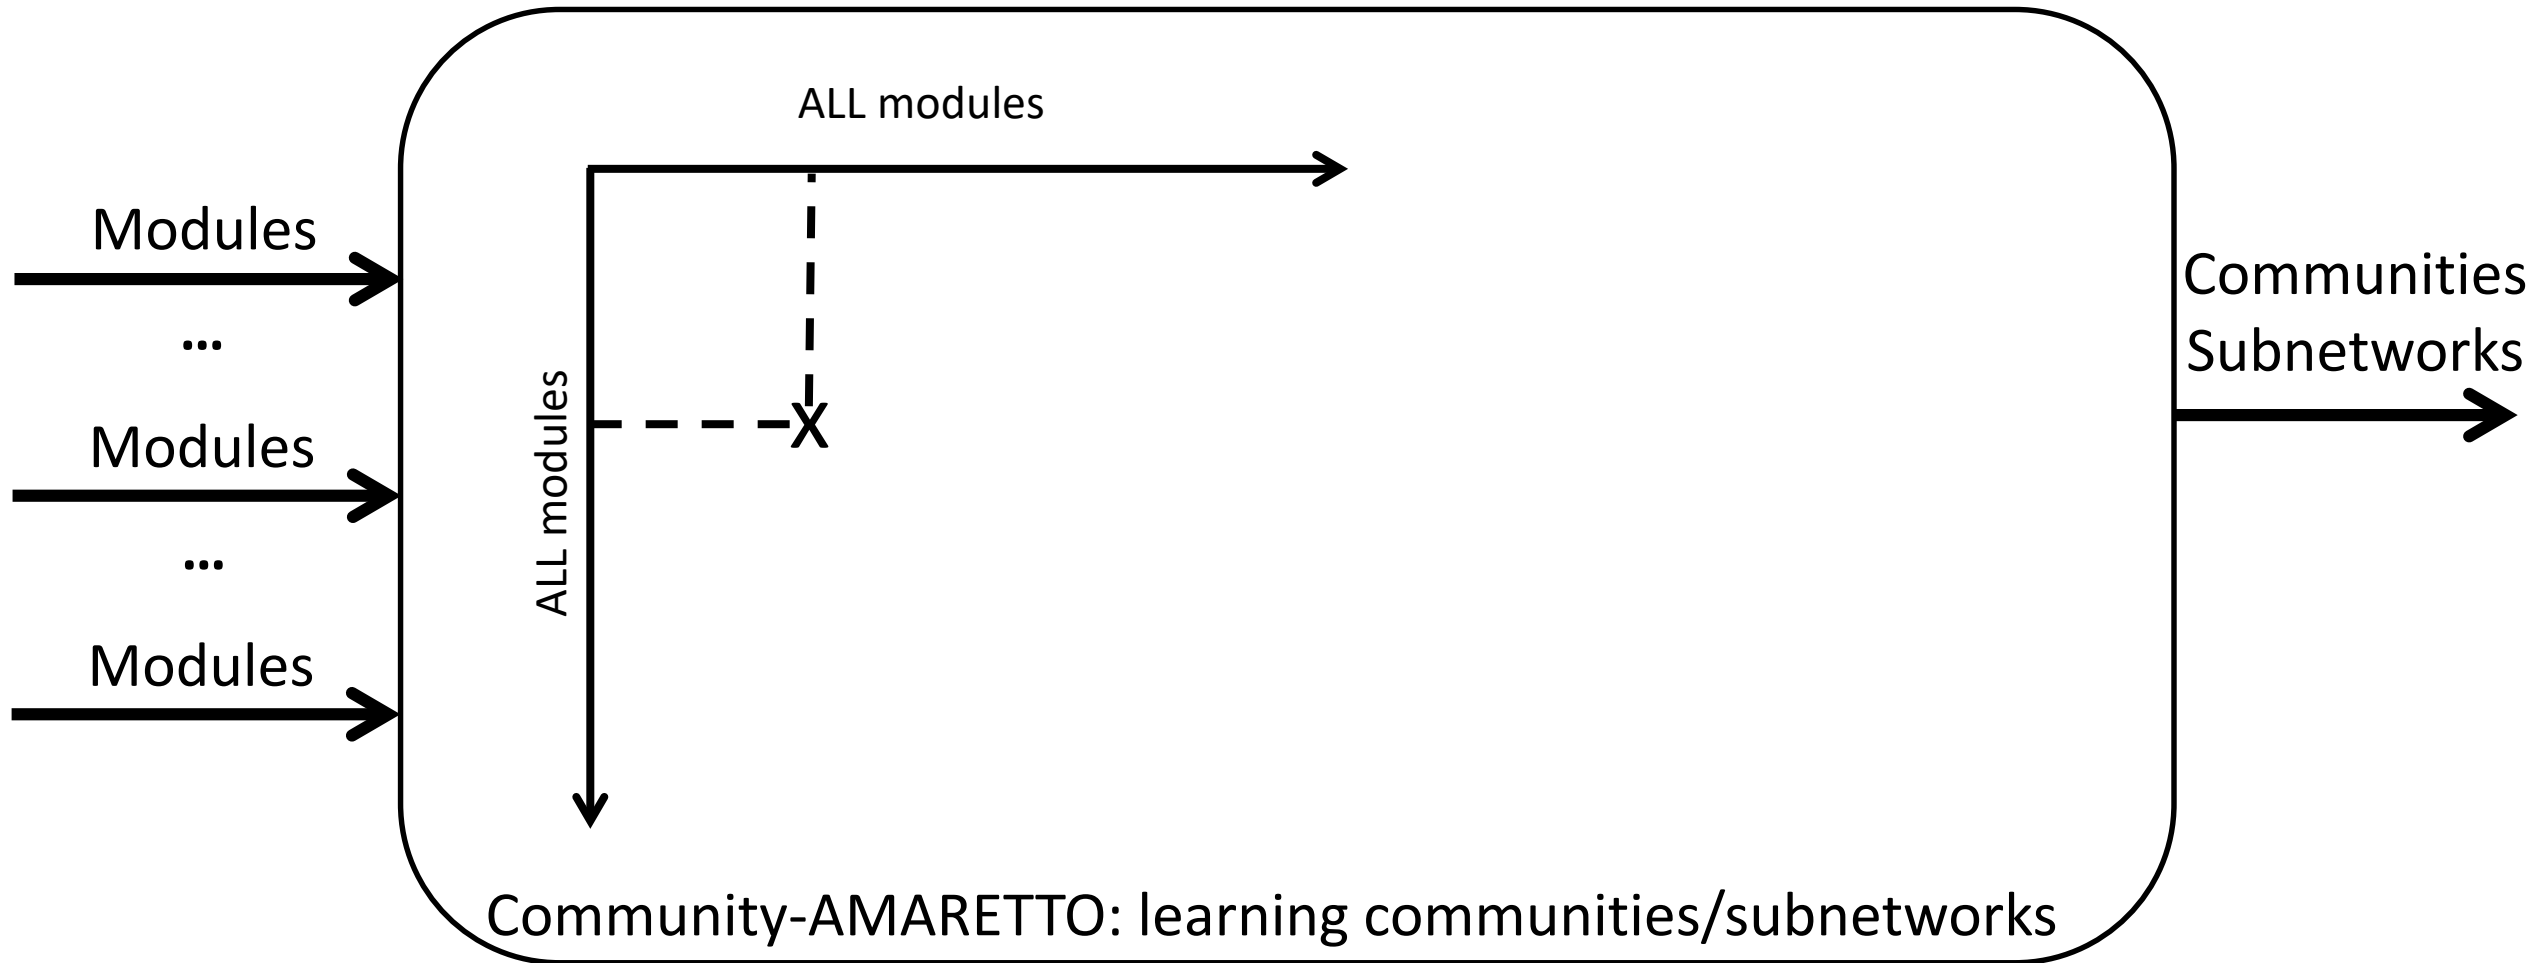 ALL modules
Modules
...
Modules
...
Modules
ALL modules
X
Communities
Subnetworks
Community-AMARETTO: learning communities/subnetworks